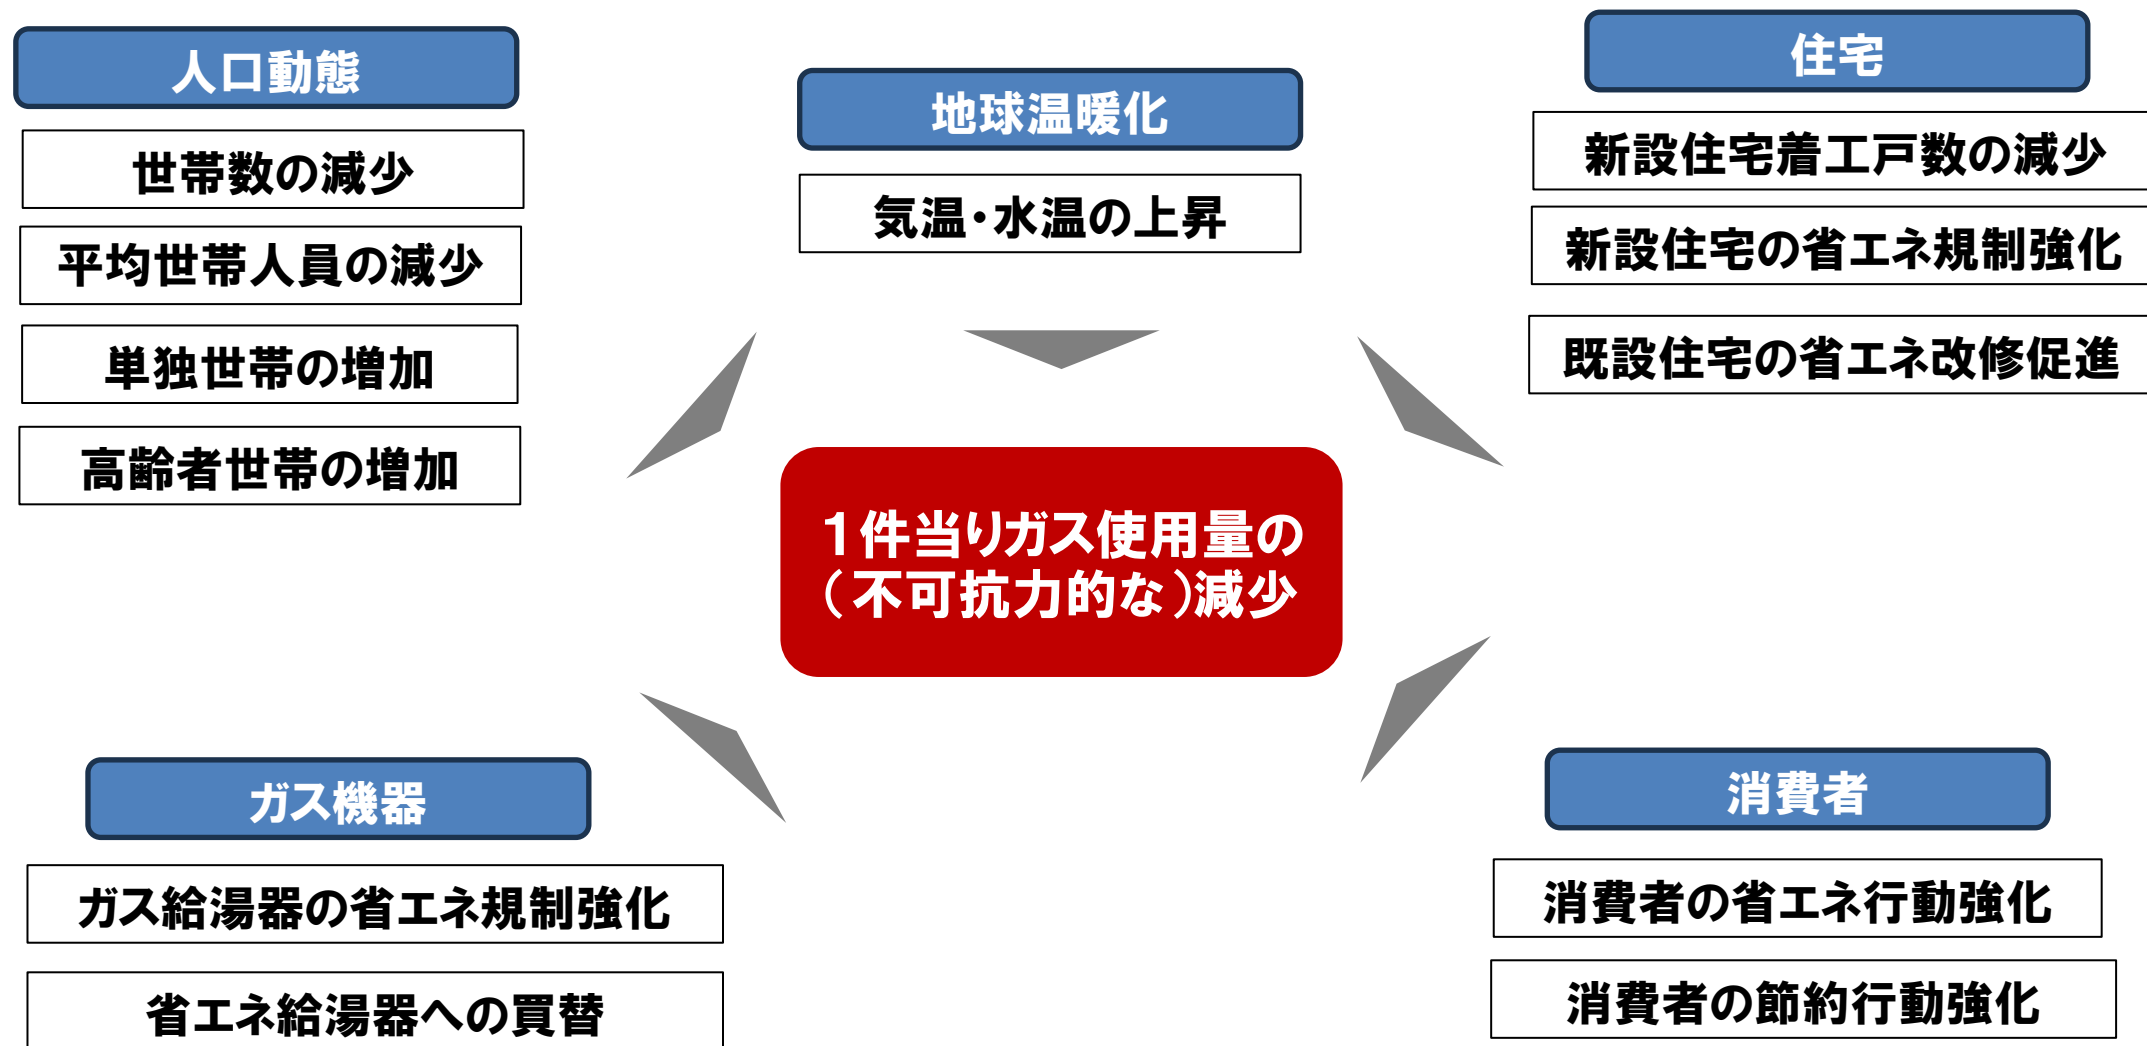 人口動態
世帯数の減少
平均世帯人員の減少
単独世帯の増加
高齢者世帯の増加
地球温暖化
気温・水温の上昇
住宅
新設住宅着工戸数の減少
新設住宅の省エネ規制強化
既設住宅の省エネ改修促進
１件当りガス使用量の
（不可抗力的な）減少
ガス機器
ガス給湯器の省エネ規制強化
省エネ給湯器への買替
消費者
消費者の省エネ行動強化
消費者の節約行動強化